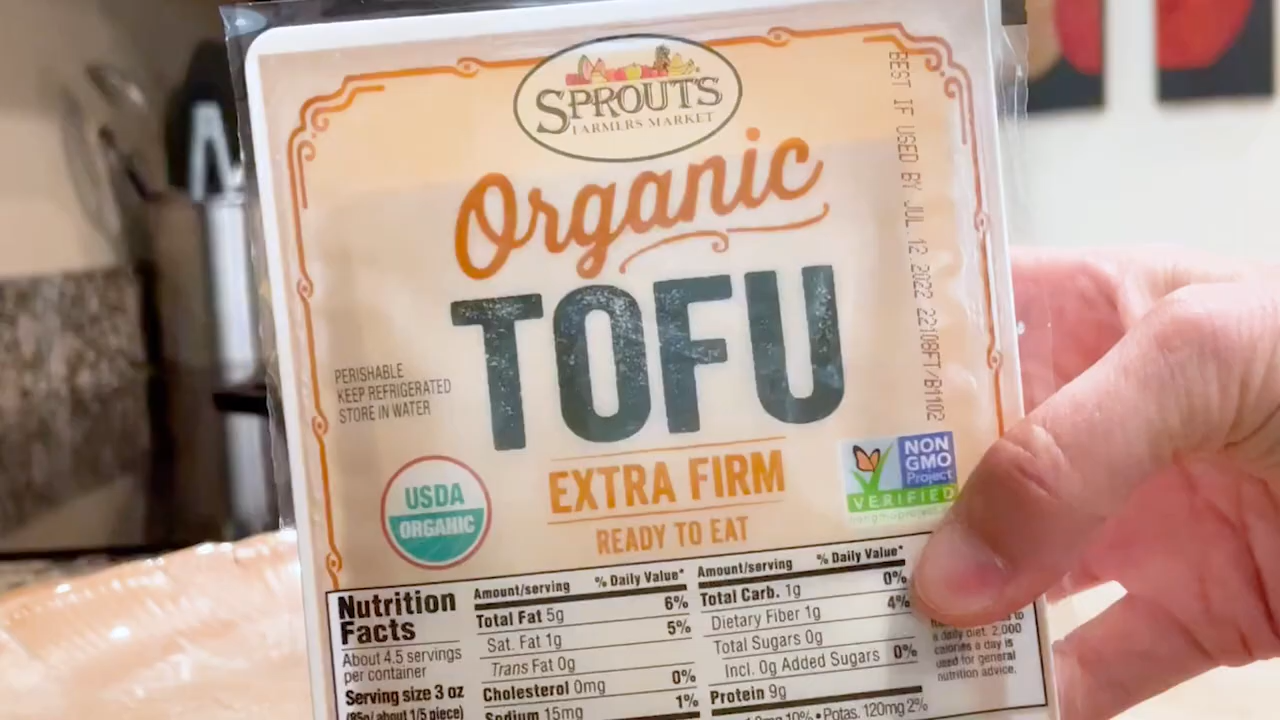 SPROUTS
FARMERS MARKET
Organic
TOFU
EXTRA FIRM
READY TO EAT
BEST IF USED BY JUL 12 2022 22108FT/B1102
PERISHABLE
KEEP REFRIGERATED
STORE IN WATER
USDA
ORGANIC
NON
GMO
Project
VERIFIED
Nutrition
Facts
About 4.5 servings
per container
Serving size 3 oz
(85g/about 1/5 piece)
Amount/serving % Daily Value*
Total Fat 5g 6%
Sat. Fat 1g 5%
Trans Fat 0g
Cholesterol 0mg 0%
Sodium 15mg 1%
Amount/serving % Daily Value*
Total Carb. 1g 0%
Dietary Fiber 1g 4%
Total Sugars 0g
Incl. 0g Added Sugars 0%
Protein 9g
10% • Potas. 120mg 2%
a daily diet. 2,000
calories a day is
used for general
nutrition advice.